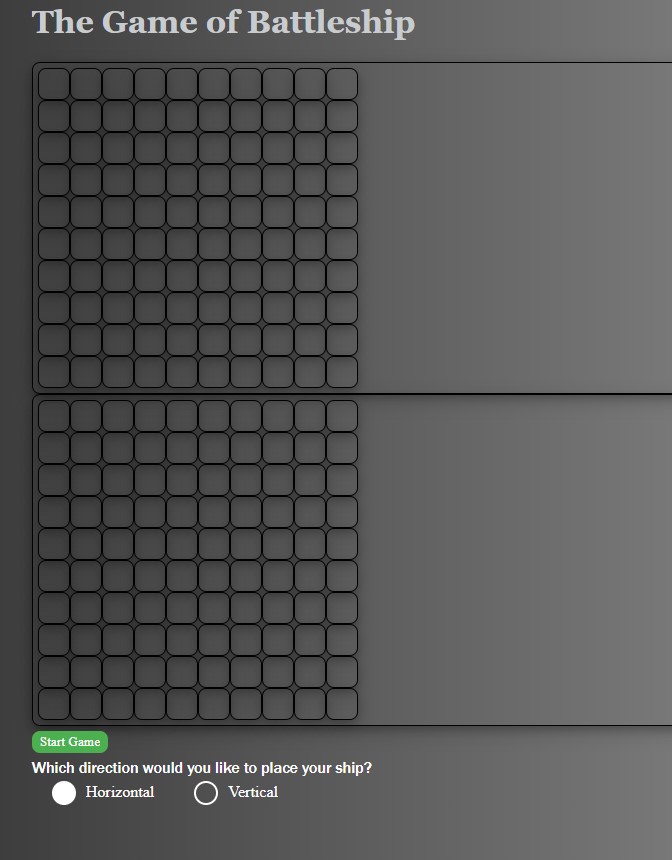 The Game of Battleship
Start Game
Which direction would you like to place your ship?
Horizontal Vertical